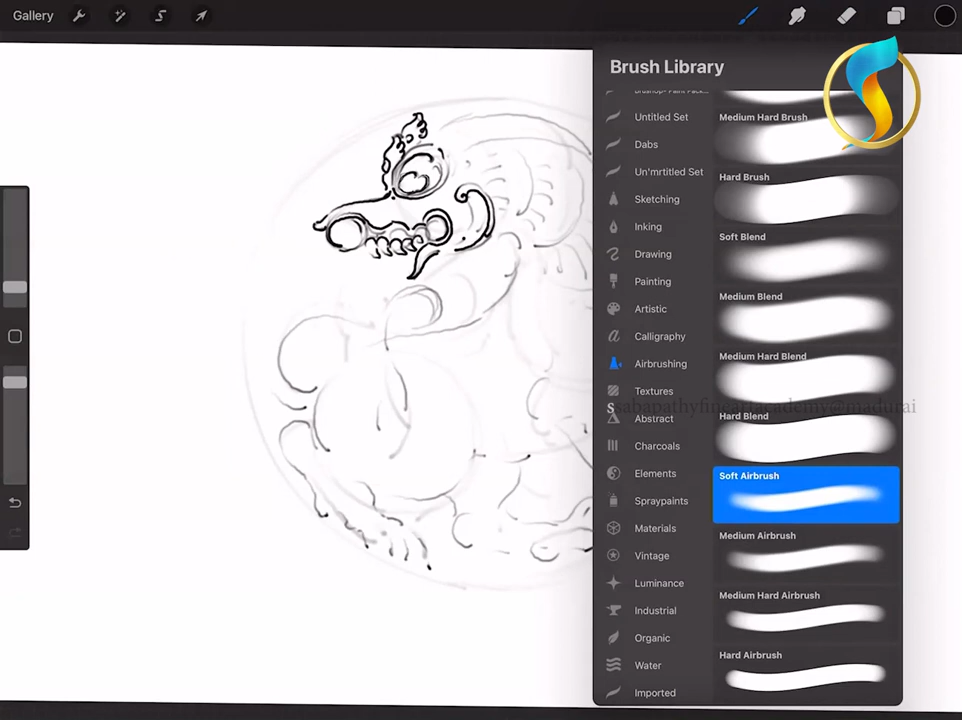 Gallery
Brush Library
Untitled Set
Dabs
Un'mrtitled Set
Sketching
Inking
Drawing
Painting
Artistic
Calligraphy
Airbrushing
Textures
Abstract
Charcoals
Elements
Spraypaints
Materials
Vintage
Luminance
Industrial
Organic
Water
Imported
Medium Hard Brush
Hard Brush
Soft Blend
Medium Blend
Medium Hard Blend
Hard Blend
Soft Airbrush
Medium Airbrush
Medium Hard Airbrush
Hard Airbrush